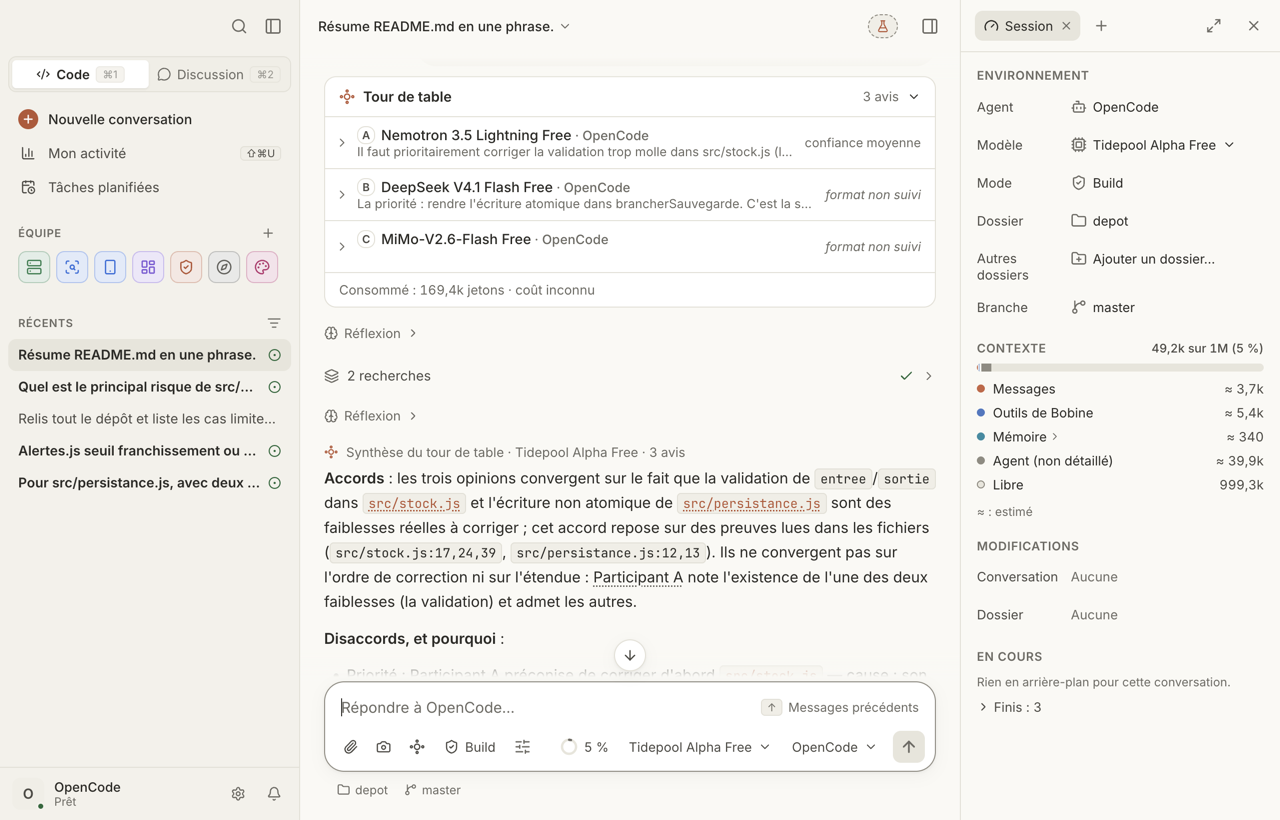 Code ⌘1
Discussion ⌘2
Nouvelle conversation
Mon activité ⇧⌘U
Tâches planifiées
ÉQUIPE
RÉCENTS
Résume README.md en une phrase.
Quel est le principal risque de src/...
Relis tout le dépôt et liste les cas limite...
Alertes.js seuil franchissement ou ...
Pour src/persistance.js, avec deux ...
O OpenCode
Prêt
Résume README.md en une phrase.
Tour de table 3 avis
A Nemotron 3.5 Lightning Free · OpenCode
Il faut prioritairement corriger la validation trop molle dans src/stock.js (l... confiance moyenne
B DeepSeek V4.1 Flash Free · OpenCode
La priorité : rendre l'écriture atomique dans brancherSauvegarde. C'est la s... format non suivi
C MiMo-V2.6-Flash Free · OpenCode
format non suivi
Consommé : 169,4k jetons · coût inconnu
Réflexion
2 recherches
Réflexion
Synthèse du tour de table · Tidepool Alpha Free · 3 avis
Accords : les trois opinions convergent sur le fait que la validation de entree/sortie
dans src/stock.js et l'écriture non atomique de src/persistance.js sont des
faiblesses réelles à corriger ; cet accord repose sur des preuves lues dans les fichiers
(src/stock.js:17,24,39, src/persistance.js:12,13). Ils ne convergent pas sur
l'ordre de correction ni sur l'étendue : Participant A note l'existence de l'une des deux
faiblesses (la validation) et admet les autres.
Disaccords, et pourquoi :
• Priorité : Participant A préconise de corriger d'abord src/stock.js — cause : son
Répondre à OpenCode... Messages précédents
Build 5 % Tidepool Alpha Free OpenCode
depot master
Session
ENVIRONNEMENT
Agent OpenCode
Modèle Tidepool Alpha Free
Mode Build
Dossier depot
Autres
dossiers Ajouter un dossier...
Branche master
CONTEXTE 49,2k sur 1M (5 %)
Messages ≈ 3,7k
Outils de Bobine ≈ 5,4k
Mémoire ≈ 340
Agent (non détaillé) ≈ 39,9k
Libre 999,3k
≈ : estimé
MODIFICATIONS
Conversation Aucune
Dossier Aucune
EN COURS
Rien en arrière-plan pour cette conversation.
Finis : 3